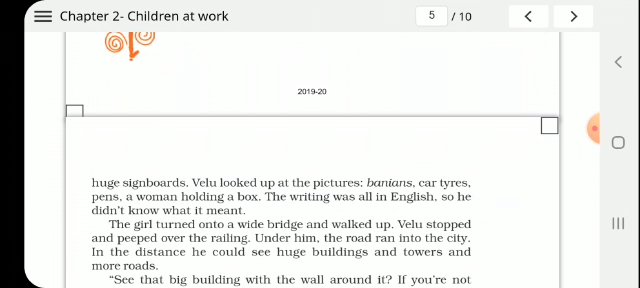 Chapter 2- Children at work
5 / 10
2019-20
huge signboards. Velu looked up at the pictures: banians, car tyres,
pens, a woman holding a box. The writing was all in English, so he
didn't know what it meant.
The girl turned onto a wide bridge and walked up. Velu stopped
and peeped over the railing. Under him, the road ran into the city.
In the distance he could see huge buildings and towers and
more roads.
"See that big building with the wall around it? If you're not